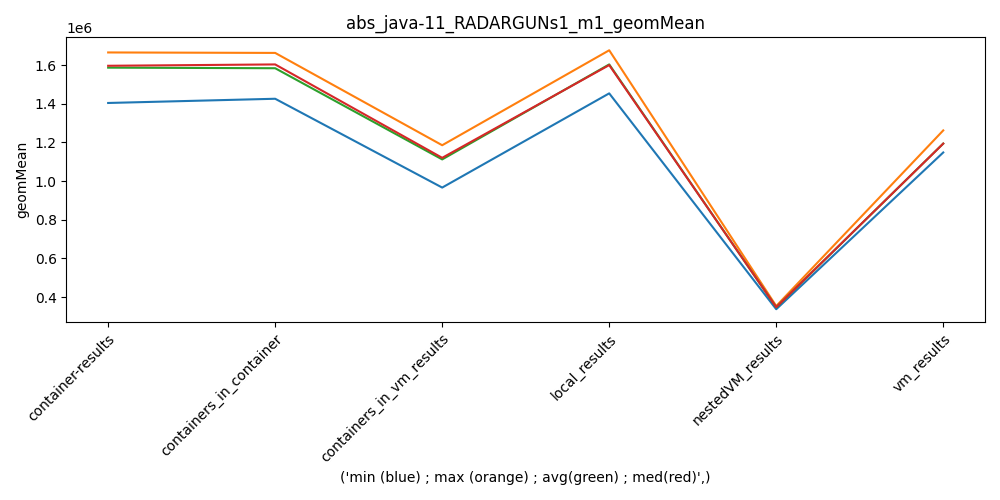 abs_java-11_RADARGUNs1_m1_geomMean
1e6
1.6
1.4
1.2
1.0
0.8
0.6
0.4
geomMean
container-results
containers_in_container
containers_in_vm_results
local_results
nestedVM_results
vm_results
('min (blue) ; max (orange) ; avg(green) ; med(red)',)